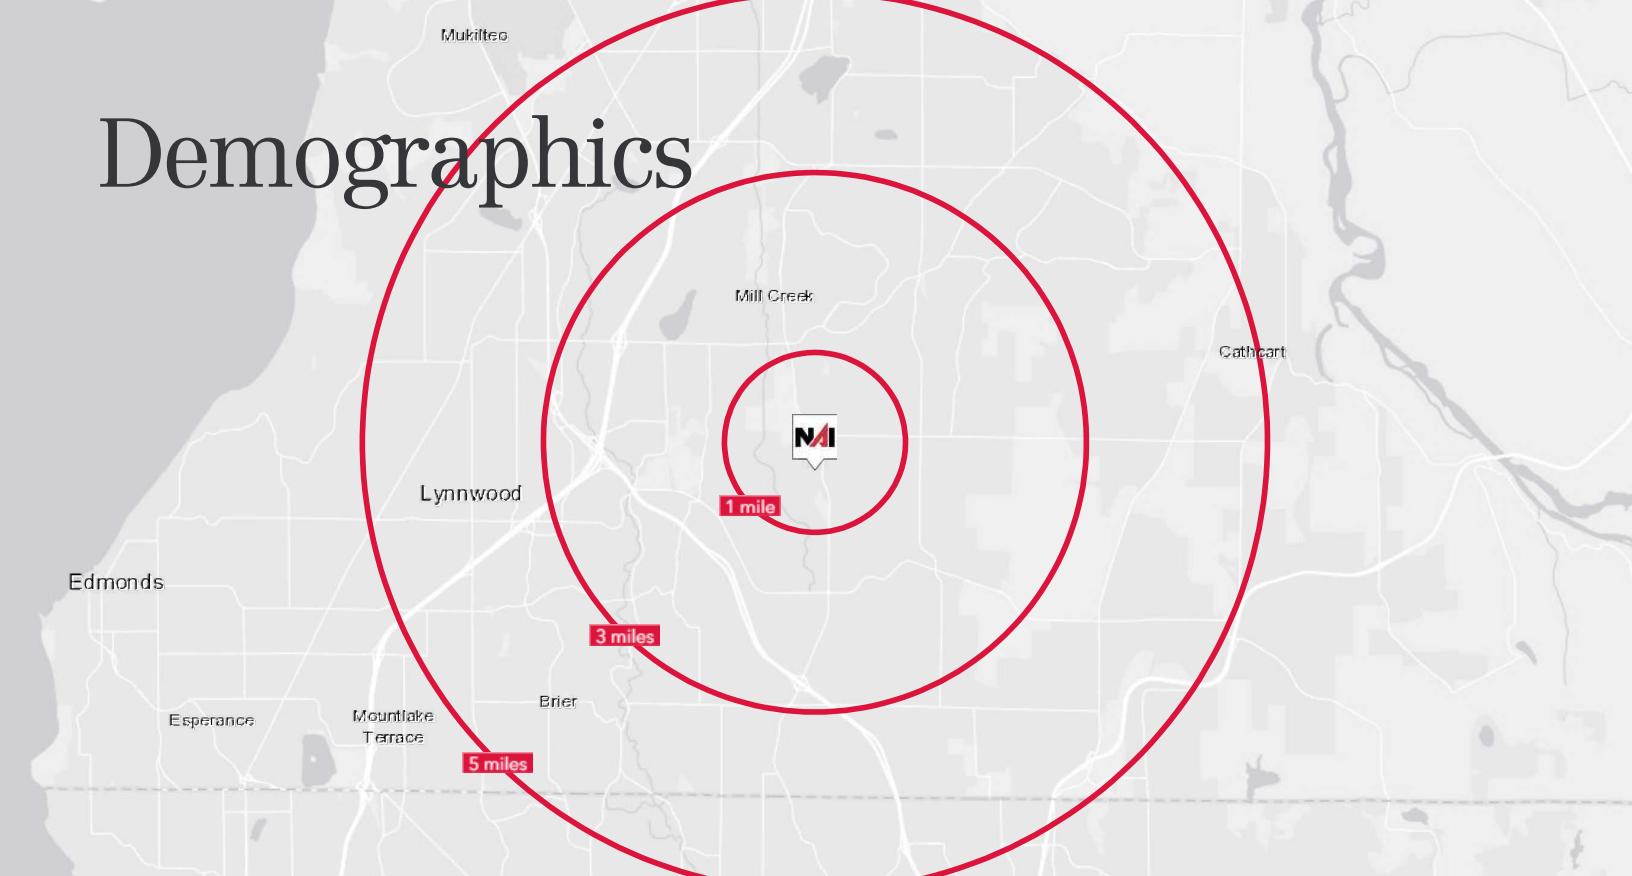 Mukilteo
Demographics
Mill Creek
Cathcart
NAI
Lynnwood
1 mile
Edmonds
3 miles
Brier
Esperance
Mountlake
Terrace
5 miles